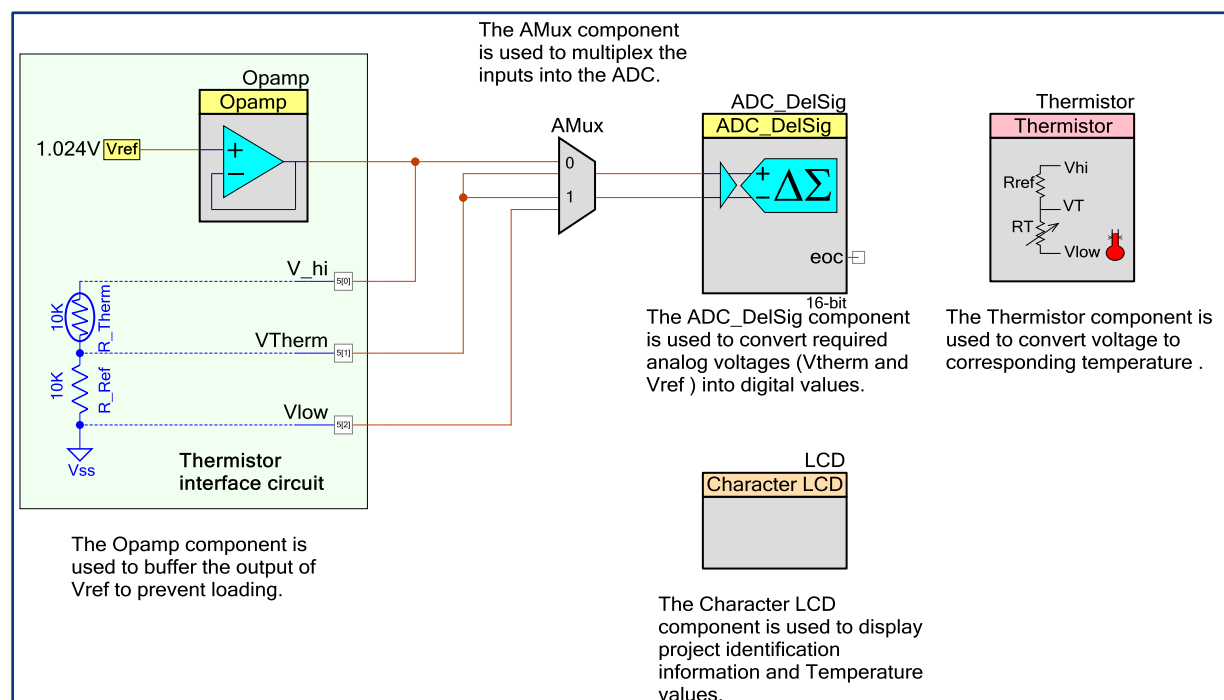 The AMux component
is used to multiplex the
inputs into the ADC.
Opamp
Opamp
1.024V Vref
+
−
AMux
0
1
ADC_DelSig
ADC_DelSig
+
−
ΔΣ
eoc
16-bit
Thermistor
Thermistor
Vhi
Rref
VT
RT
Vlow
V_hi 5[0]
10K
R_Therm
VTherm 5[1]
10K
R_Ref
Vlow 5[2]
Vss
Thermistor
interface circuit
The ADC_DelSig component
is used to convert required
analog voltages (Vtherm and
Vref ) into digital values.
The Thermistor component is
used to convert voltage to
corresponding temperature .
LCD
Character LCD
The Opamp component is
used to buffer the output of
Vref to prevent loading.
The Character LCD
component is used to display
project identification
information and Temperature
values.